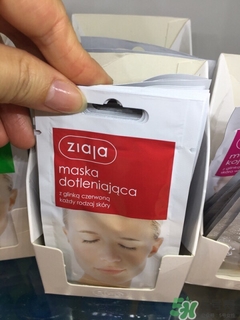 ziaja
maska
dotleniająca
z glinką czerwoną
każdy rodzaj skóry